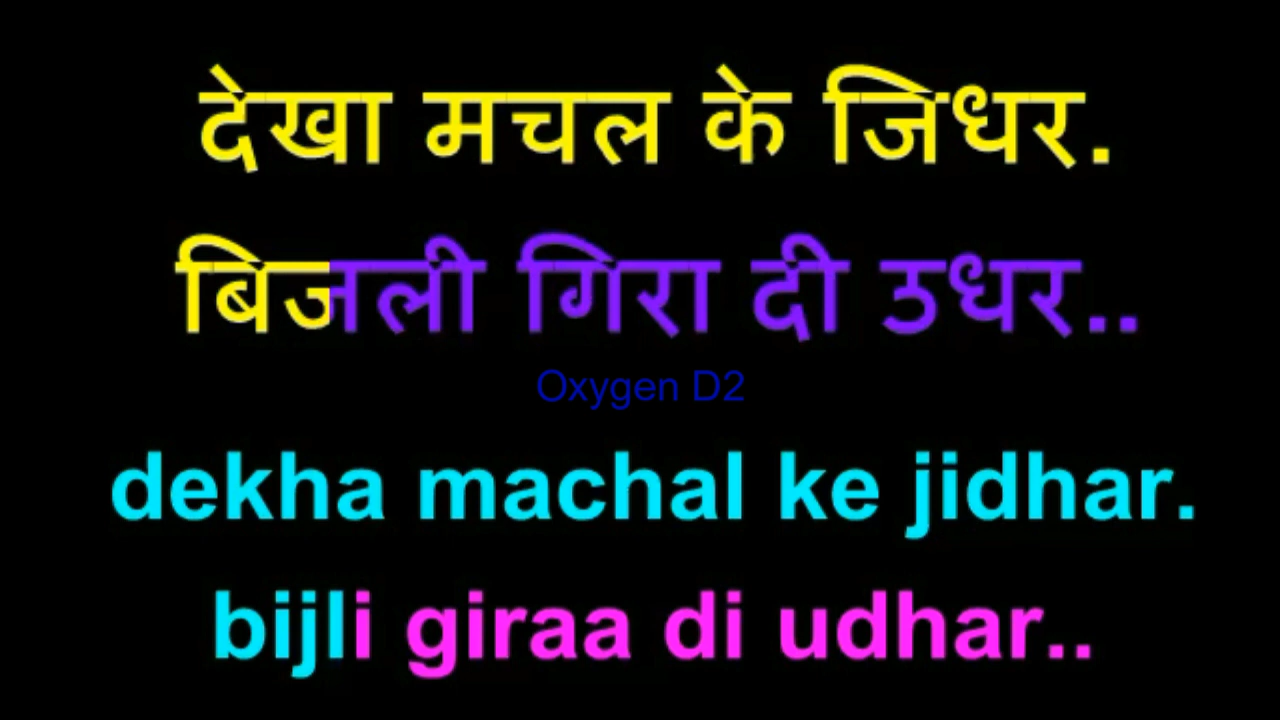 देखा मचल के जिधर.
बिजली गिरा दी उधर..
Oxygen D2
dekha machal ke jidhar.
bijli giraa di udhar..